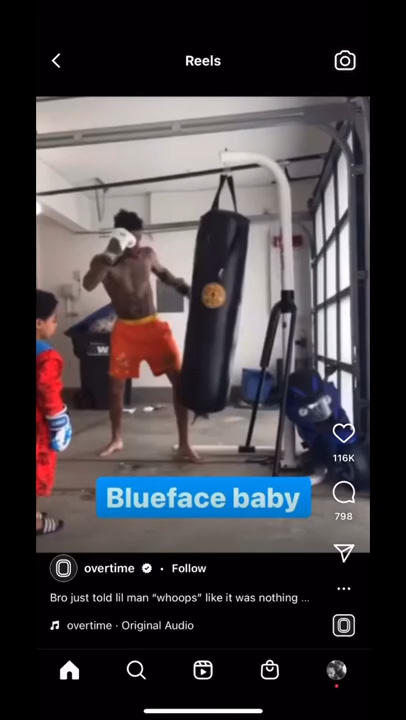 Reels
W
Blueface baby
116K
798
overtime · Follow
Bro just told lil man “whoops” like it was nothing ...
overtime · Original Audio